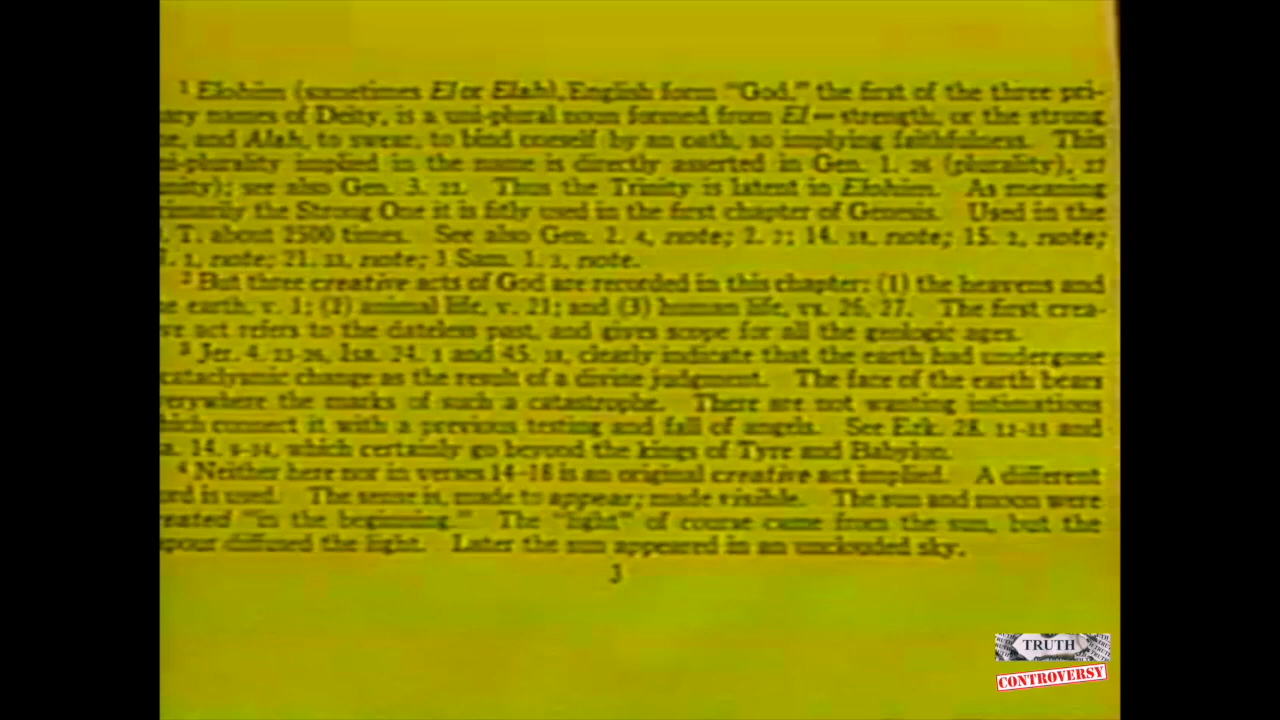 1 Elohim (sometimes El or Elah), English form "God," the first of the three pri-
ary names of Deity, is a uni-plural noun formed from El — strength, or the strong
e, and Alah, to swear, to bind oneself by an oath, so implying faithfulness. This
ni-plurality implied in the name is directly asserted in Gen. 1. 26 (plurality), 27
nity); see also Gen. 3. 22. Thus the Trinity is latent in Elohim. As meaning
rimarily the Strong One it is fitly used in the first chapter of Genesis. Used in the
. T. about 2500 times. See also Gen. 2. 4, note; 2. 7; 14. 18, note; 15. 2, note;
. 1, note; 21. 33, note; 1 Sam. 1. 3, note.
2 But three creative acts of God are recorded in this chapter: (1) the heavens and
e earth, v. 1; (2) animal life, v. 21; and (3) human life, vs. 26, 27. The first crea-
ve act refers to the dateless past, and gives scope for all the geologic ages.
3 Jer. 4. 23-26, Isa. 24. 1 and 45. 18, clearly indicate that the earth had undergone
cataclysmic change as the result of a divine judgment. The face of the earth bears
verywhere the marks of such a catastrophe. There are not wanting intimations
hich connect it with a previous testing and fall of angels. See Ezk. 28. 12-15 and
a. 14. 9-14, which certainly go beyond the kings of Tyre and Babylon.
4 Neither here nor in verses 14-18 is an original creative act implied. A different
ord is used. The sense is, made to appear; made visible. The sun and moon were
reated "in the beginning." The "light" of course came from the sun, but the
apour diffused the light. Later the sun appeared in an unclouded sky.
3
TRUTH
CONTROVERSY